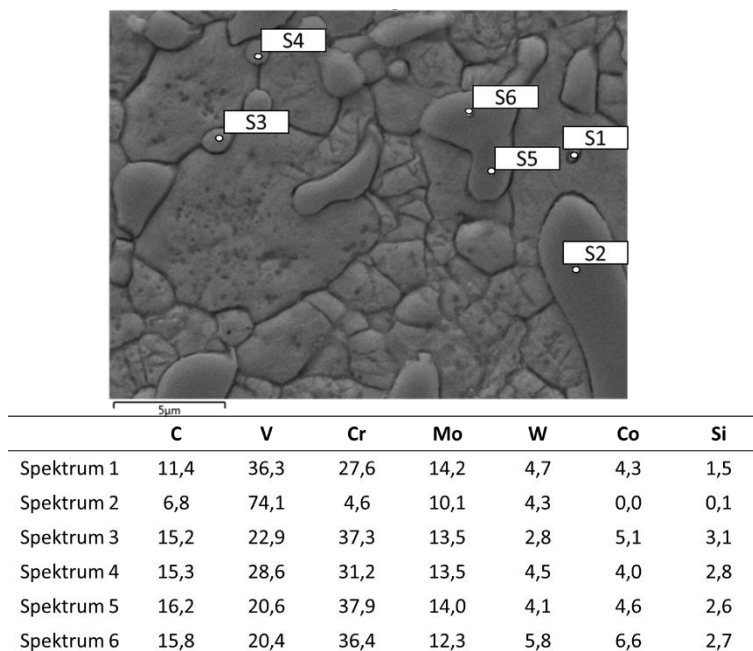 S4
S6
S3
S1
S5
S2
5µm
C V Cr Mo W Co Si
Spektrum 1 11,4 36,3 27,6 14,2 4,7 4,3 1,5
Spektrum 2 6,8 74,1 4,6 10,1 4,3 0,0 0,1
Spektrum 3 15,2 22,9 37,3 13,5 2,8 5,1 3,1
Spektrum 4 15,3 28,6 31,2 13,5 4,5 4,0 2,8
Spektrum 5 16,2 20,6 37,9 14,0 4,1 4,6 2,6
Spektrum 6 15,8 20,4 36,4 12,3 5,8 6,6 2,7